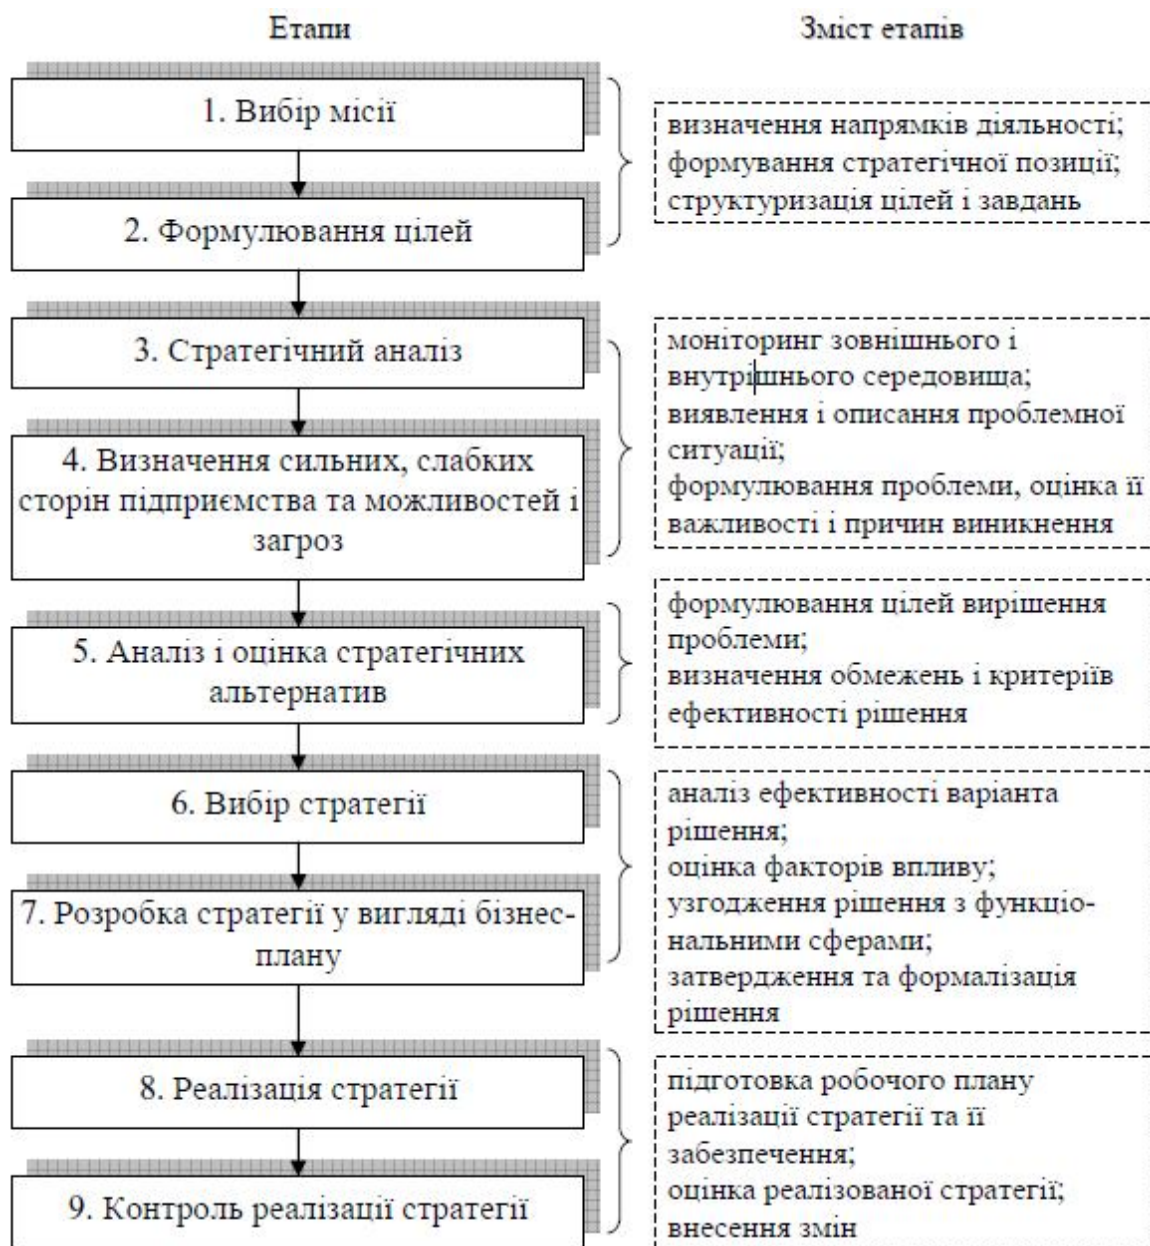 Етапи
Зміст етапів
1. Вибір місії
2. Формулювання цілей
визначення напрямків діяльності;
формування стратегічної позиції;
структуризація цілей і завдань
3. Стратегічний аналіз
4. Визначення сильних, слабких
сторін підприємства та можливостей і
загроз
моніторинг зовнішнього і
внутрішнього середовища;
виявлення і описання проблемної
ситуації;
формулювання проблеми, оцінка її
важливості і причин виникнення
5. Аналіз і оцінка стратегічних
альтернатив
формулювання цілей вирішення
проблеми;
визначення обмежень і критеріїв
ефективності рішення
6. Вибір стратегії
7. Розробка стратегії у вигляді бізнес-
плану
аналіз ефективності варіанта
рішення;
оцінка факторів впливу;
узгодження рішення з функціо-
нальними сферами;
затвердження та формалізація
рішення
8. Реалізація стратегії
9. Контроль реалізації стратегії
підготовка робочого плану
реалізації стратегії та її
забезпечення;
оцінка реалізованої стратегії;
внесення змін